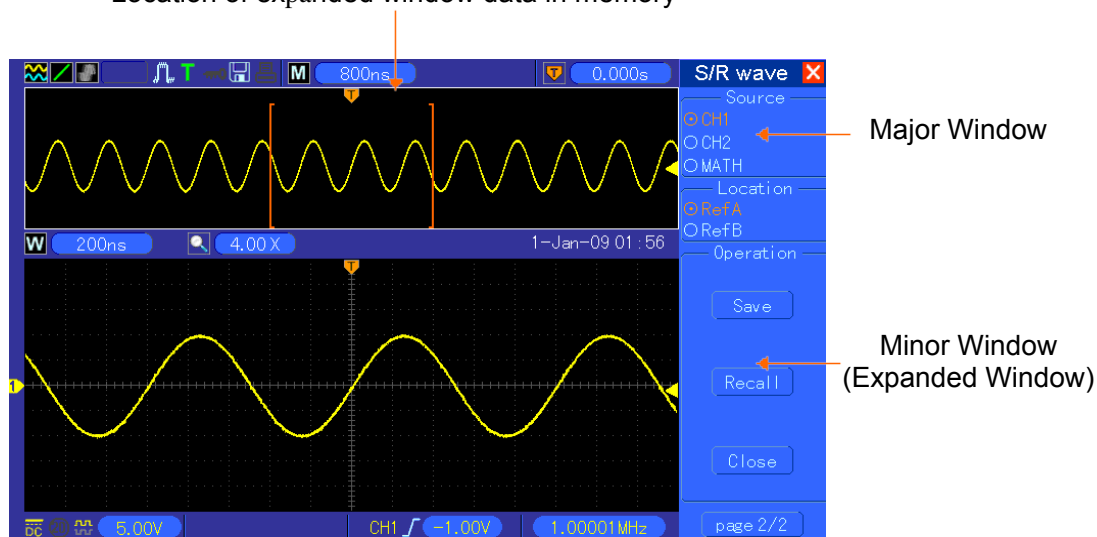 Location of expanded window data in memory
T M 800ns T 0.000s S/R wave X
T
Source
CH1
CH2
MATH
Major Window
Location
RefA
RefB
W 200ns 4.00X 1-Jan-09 01:56
Operation
T
Save
Minor Window
(Expanded Window)
1
Recall
Close
DC 5.00V CH1 -1.00V 1.00001MHz page 2/2